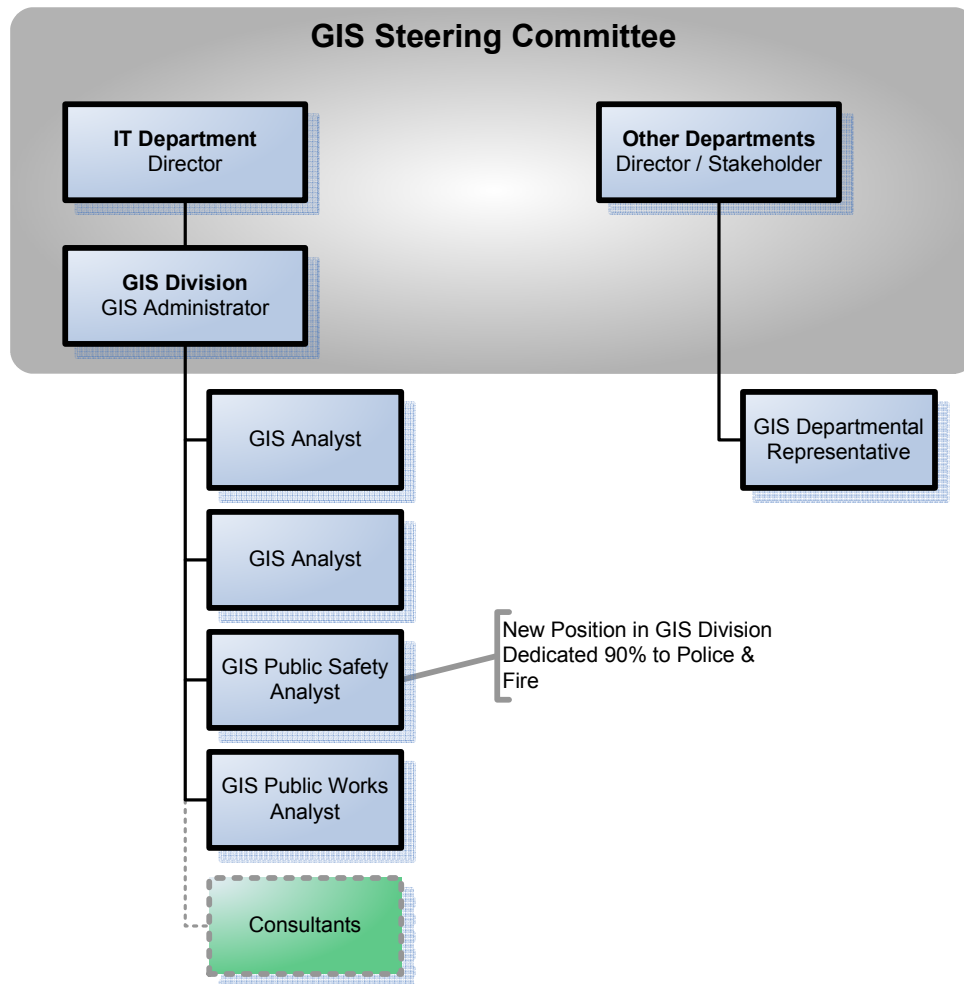 GIS Steering Committee
IT Department
Director
Other Departments
Director / Stakeholder
GIS Division
GIS Administrator
GIS Analyst
GIS Departmental
Representative
GIS Analyst
New Position in GIS Division
Dedicated 90% to Police &
Fire
GIS Public Safety
Analyst
GIS Public Works
Analyst
Consultants